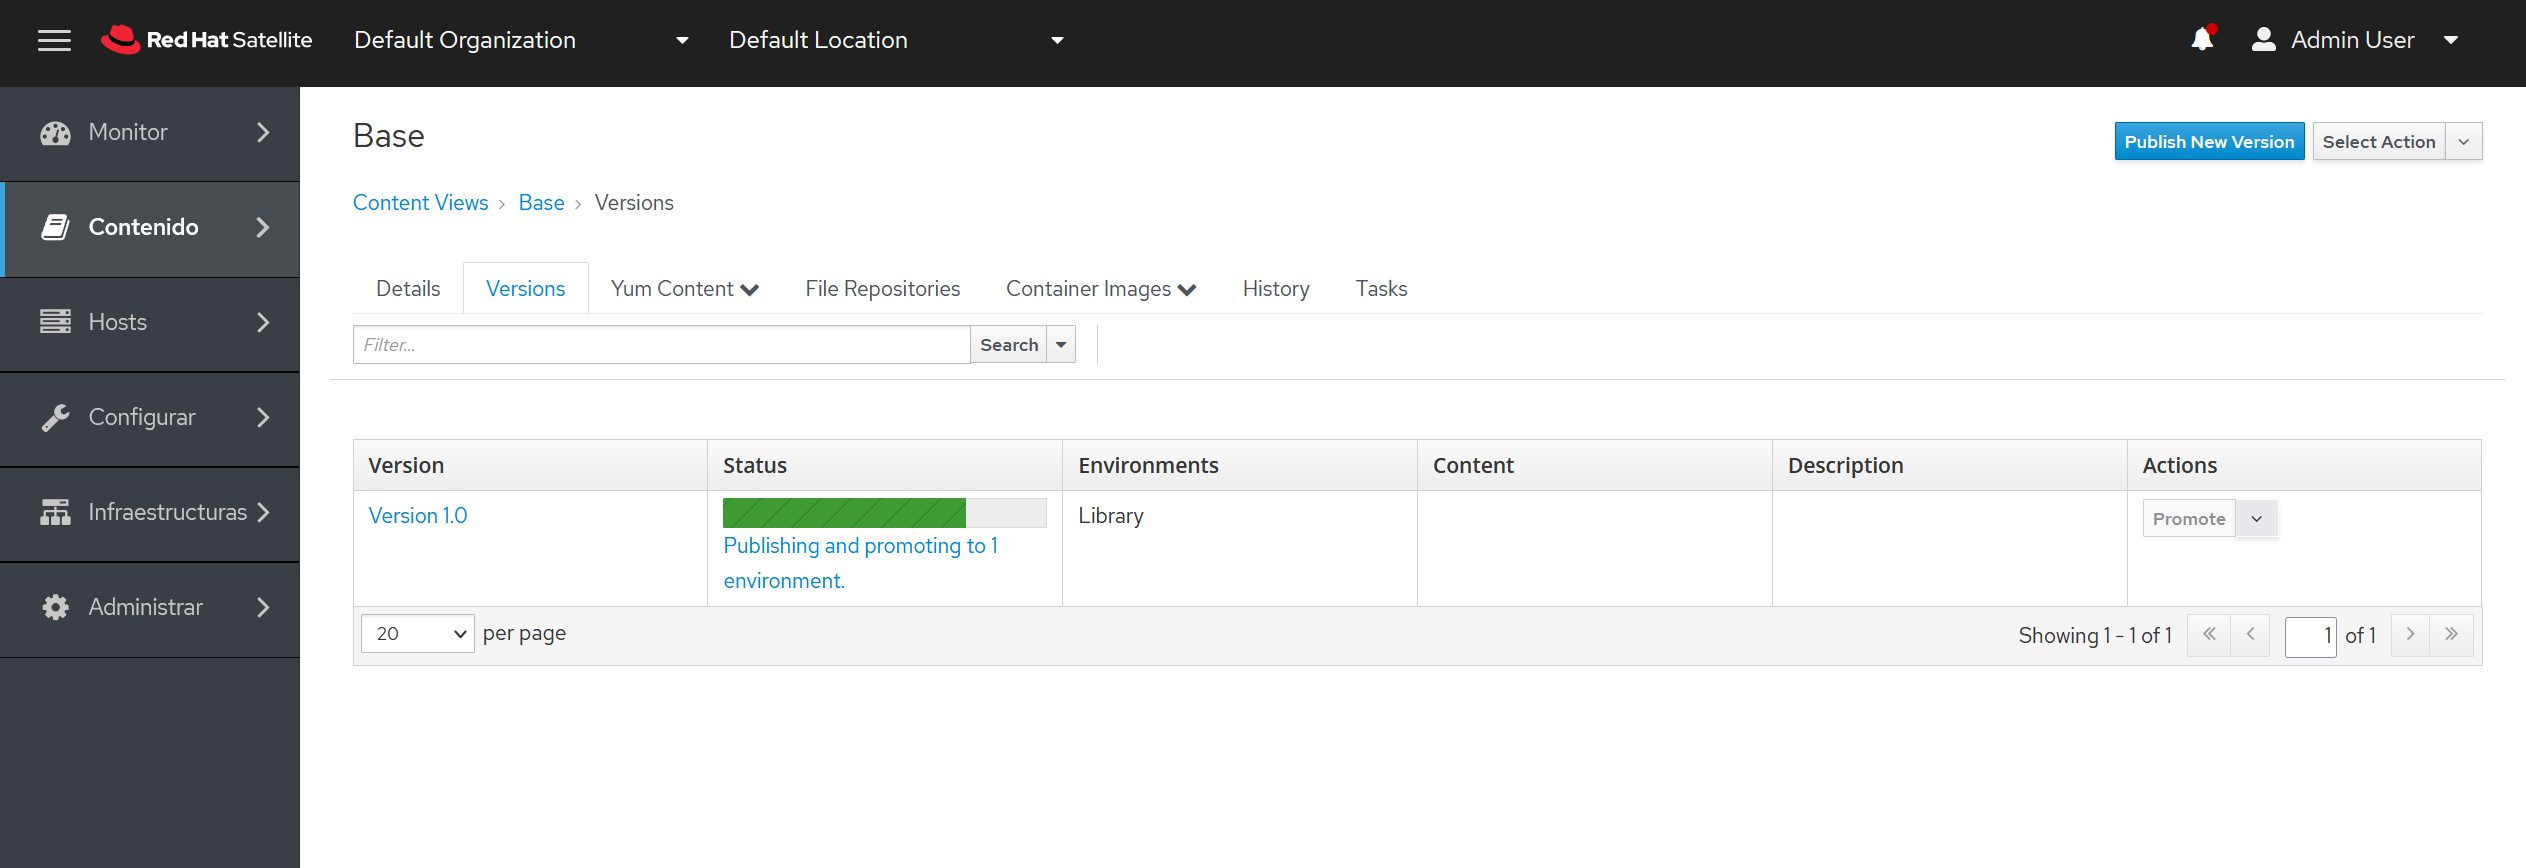 Red Hat Satellite Default Organization Default Location Admin User
Monitor
Contenido
Hosts
Configurar
Infraestructuras
Administrar
Base
Publish New Version Select Action
Content Views › Base › Versions
Details Versions Yum Content File Repositories Container Images History Tasks
Filter... Search
Version Status Environments Content Description Actions
Version 1.0 Publishing and promoting to 1 Library Promote
environment.
20 per page Showing 1 - 1 of 1 « ‹ 1 of 1 › »